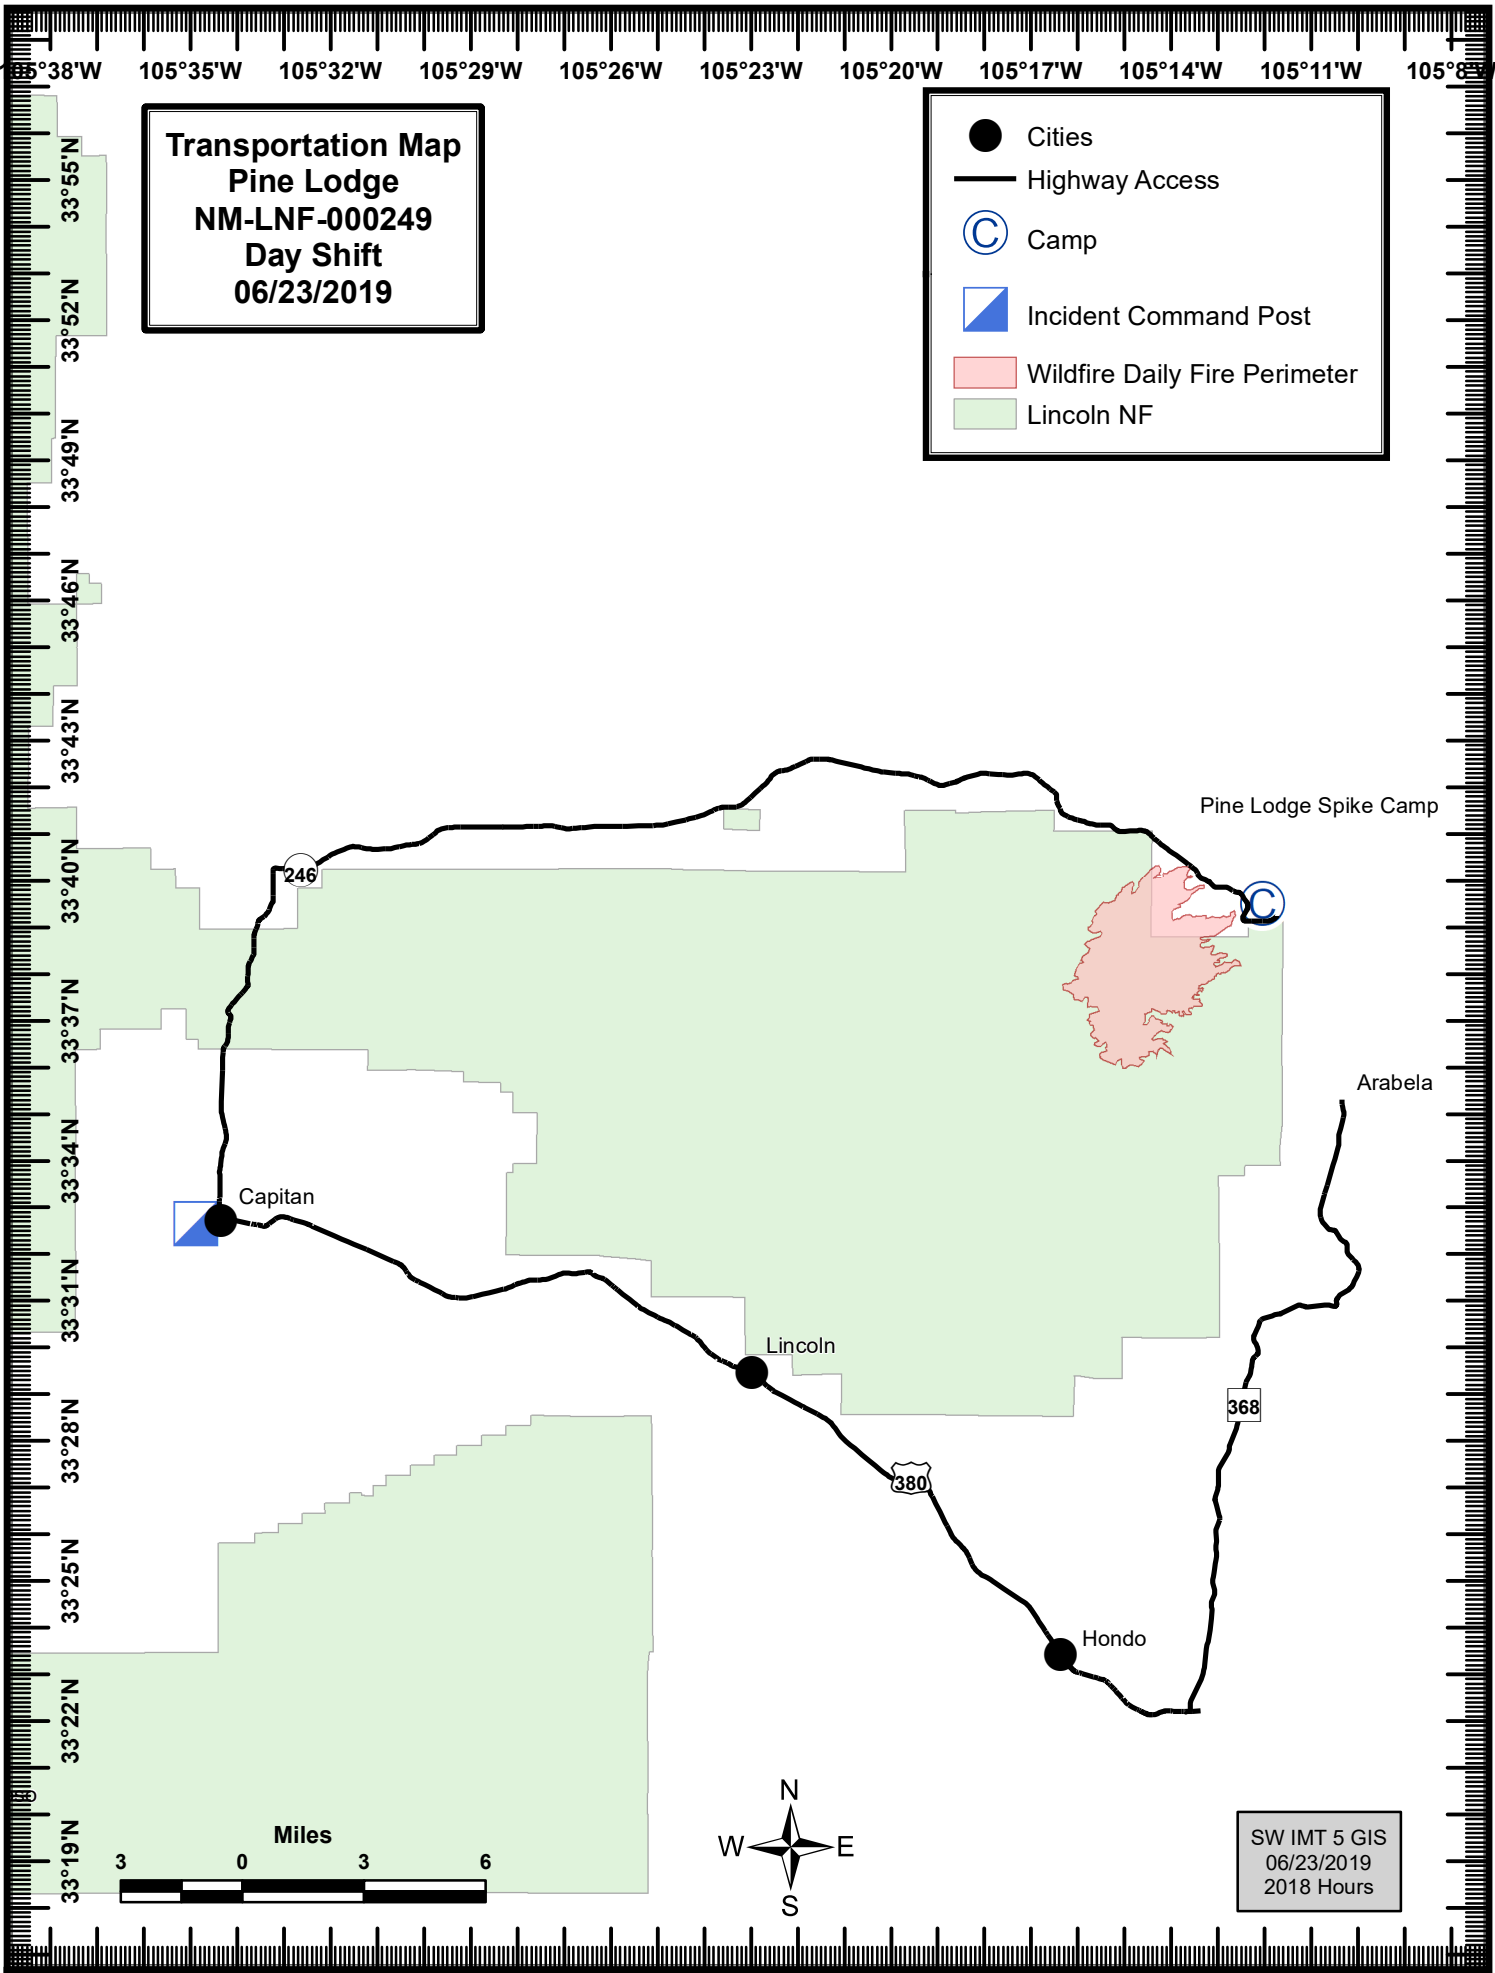 105°38'W 105°35'W 105°32'W 105°29'W 105°26'W 105°23'W 105°20'W 105°17'W 105°14'W 105°11'W 105°8'W
Transportation Map
Pine Lodge
NM-LNF-000249
Day Shift
06/23/2019
Cities
Highway Access
C
Camp
Incident Command Post
Wildfire Daily Fire Perimeter
Lincoln NF
33°55'N
33°52'N
33°49'N
33°46'N
33°43'N
33°40'N
33°37'N
33°34'N
33°31'N
33°28'N
33°25'N
33°22'N
33°19'N
Pine Lodge Spike Camp
246
C
Arabela
Capitan
Lincoln
368
380
Hondo
Miles
3 0 3 6
N
W E
S
SW IMT 5 GIS
06/23/2019
2018 Hours